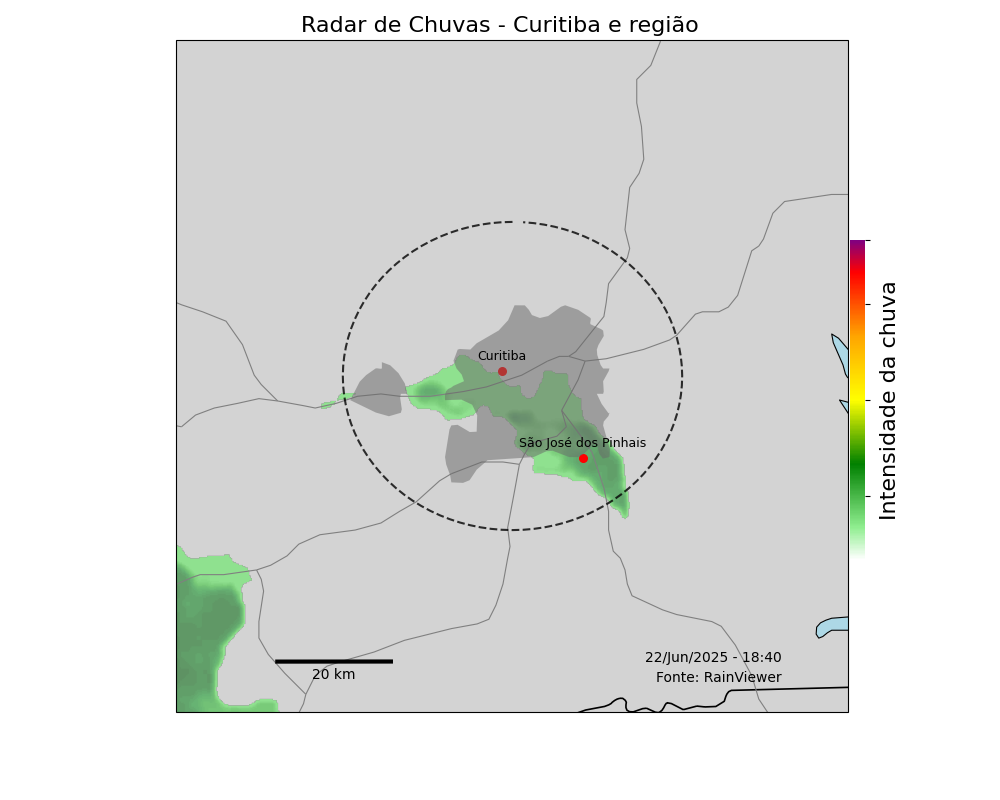 Radar de Chuvas - Curitiba e região
Curitiba
São José dos Pinhais
Intensidade da chuva
22/Jun/2025 - 18:40
20 km
Fonte: RainViewer